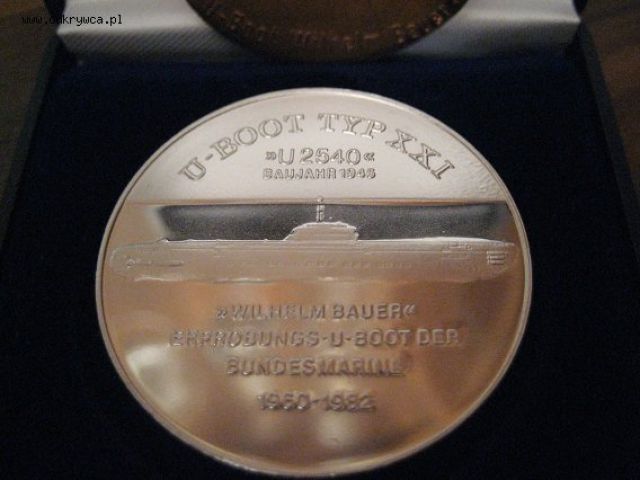 www.odkrywca.pl
U-BOOT TYP XXI
»U 2540«
BAUJAHR 1945
»WILHELM BAUER«
ERPROBUNGS-U-BOOT DER
BUNDESMARINE
1960-1982